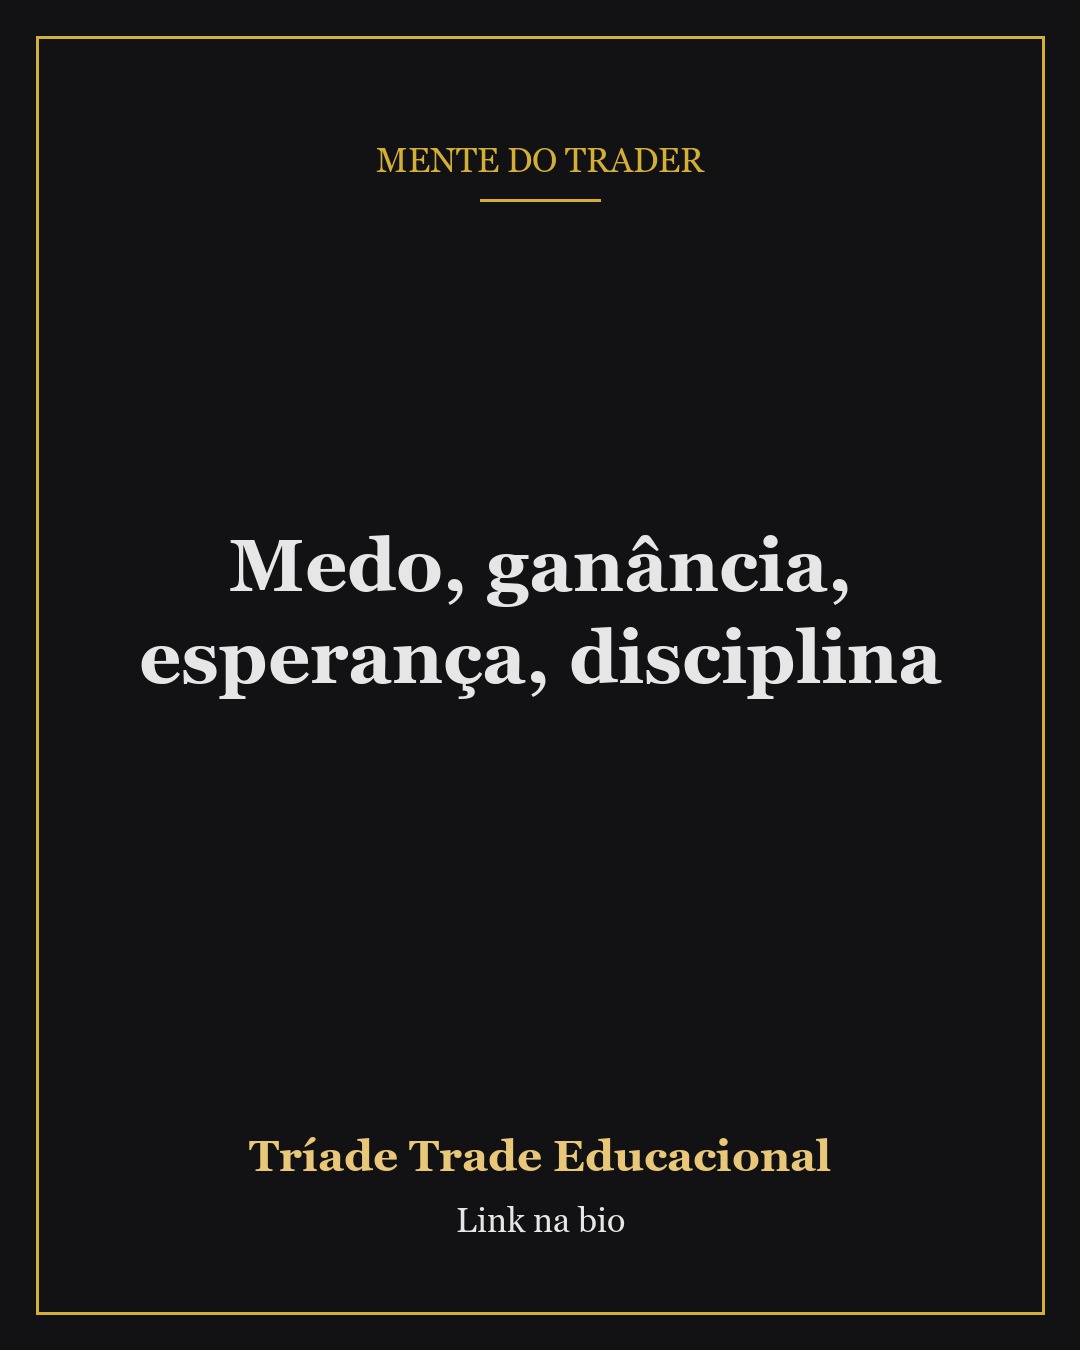 MENTE DO TRADER
Medo, ganância,
esperança, disciplina
Tríade Trade Educacional
Link na bio